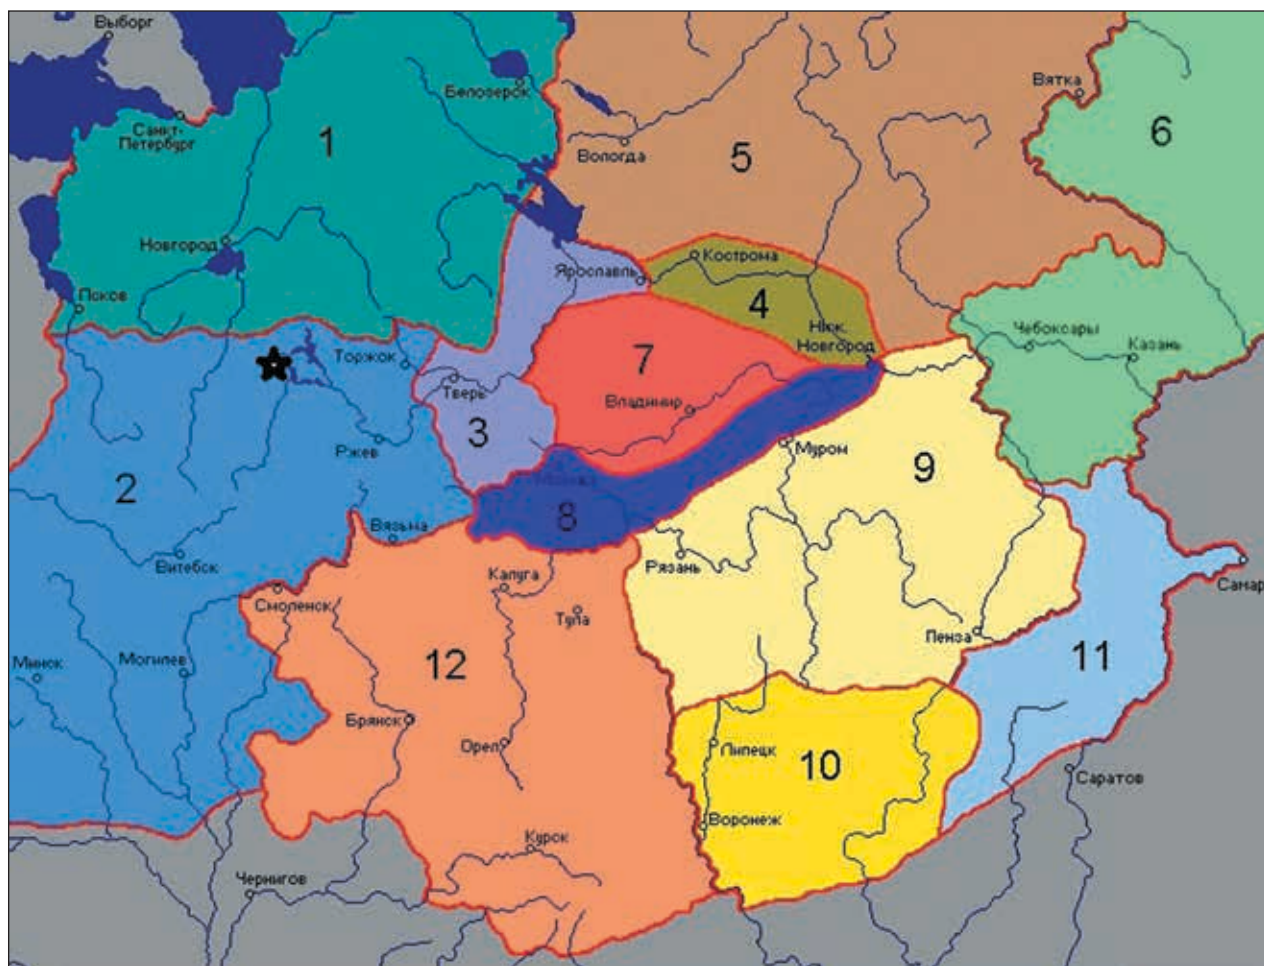 Выборг
Белозерск
Вятка
Санкт-
Петербург
1
Вологда
5
6
Новгород
Кострома
Ярославль
Псков
4
Чебоксары
Казань
Ниж.
Новгород
Торжок
7
Тверь
Владимир
3
Ржев
Муром
9
2
8
Вязьма
Витебск
Рязань
Самар
Калуга
Смоленск
Тула
Пенза
Минск
Могилев
12
11
Брянск
Орел
Липецк
10
Саратов
Воронеж
Курок
Чернигов